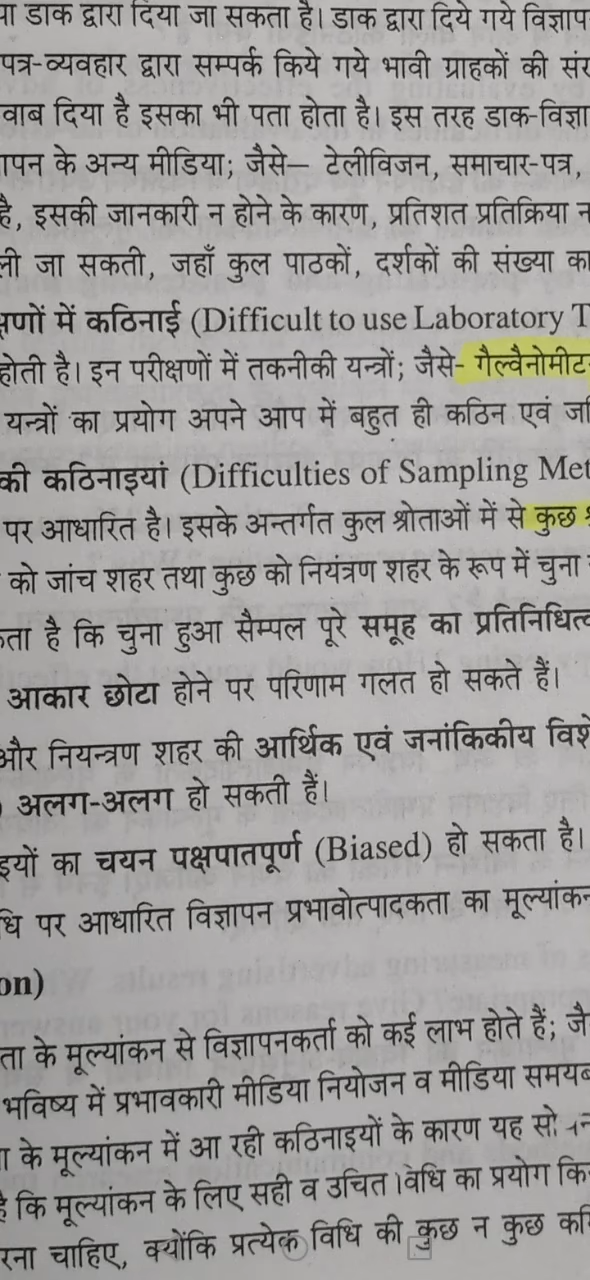 या डाक द्वारा दिया जा सकता है। डाक द्वारा दिये गये विज्ञाप
पत्र-व्यवहार द्वारा सम्पर्क किये गये भावी ग्राहकों की संर
वाब दिया है इसका भी पता होता है। इस तरह डाक-विज्ञा
ापन के अन्य मीडिया; जैसे— टेलीविजन, समाचार-पत्र,
है, इसकी जानकारी न होने के कारण, प्रतिशत प्रतिक्रिया न
ली जा सकती, जहाँ कुल पाठकों, दर्शकों की संख्या का
क्षणों में कठिनाई (Difficult to use Laboratory T
होती है। इन परीक्षणों में तकनीकी यन्त्रों; जैसे- गैल्वैनोमीट
यन्त्रों का प्रयोग अपने आप में बहुत ही कठिन एवं जि
की कठिनाइयां (Difficulties of Sampling Met
पर आधारित है। इसके अन्तर्गत कुल श्रोताओं में से कुछ
को जांच शहर तथा कुछ को नियंत्रण शहर के रूप में चुना
कता है कि चुना हुआ सैम्पल पूरे समूह का प्रतिनिधित्व
आकार छोटा होने पर परिणाम गलत हो सकते हैं।
और नियन्त्रण शहर की आर्थिक एवं जनांकिकीय विशे
) अलग-अलग हो सकती हैं।
इयों का चयन पक्षपातपूर्ण (Biased) हो सकता है।
धि पर आधारित विज्ञापन प्रभावोत्पादकता का मूल्यांकन
on)
ता के मूल्यांकन से विज्ञापनकर्ता को कई लाभ होते हैं; जै
भविष्य में प्रभावकारी मीडिया नियोजन व मीडिया समयब
ा के मूल्यांकन में आ रही कठिनाइयों के कारण यह
है कि मूल्यांकन के लिए सही व उचित विधि का प्रयोग कि
रना चाहिए, क्योंकि प्रत्येक विधि की कुछ न कुछ कि